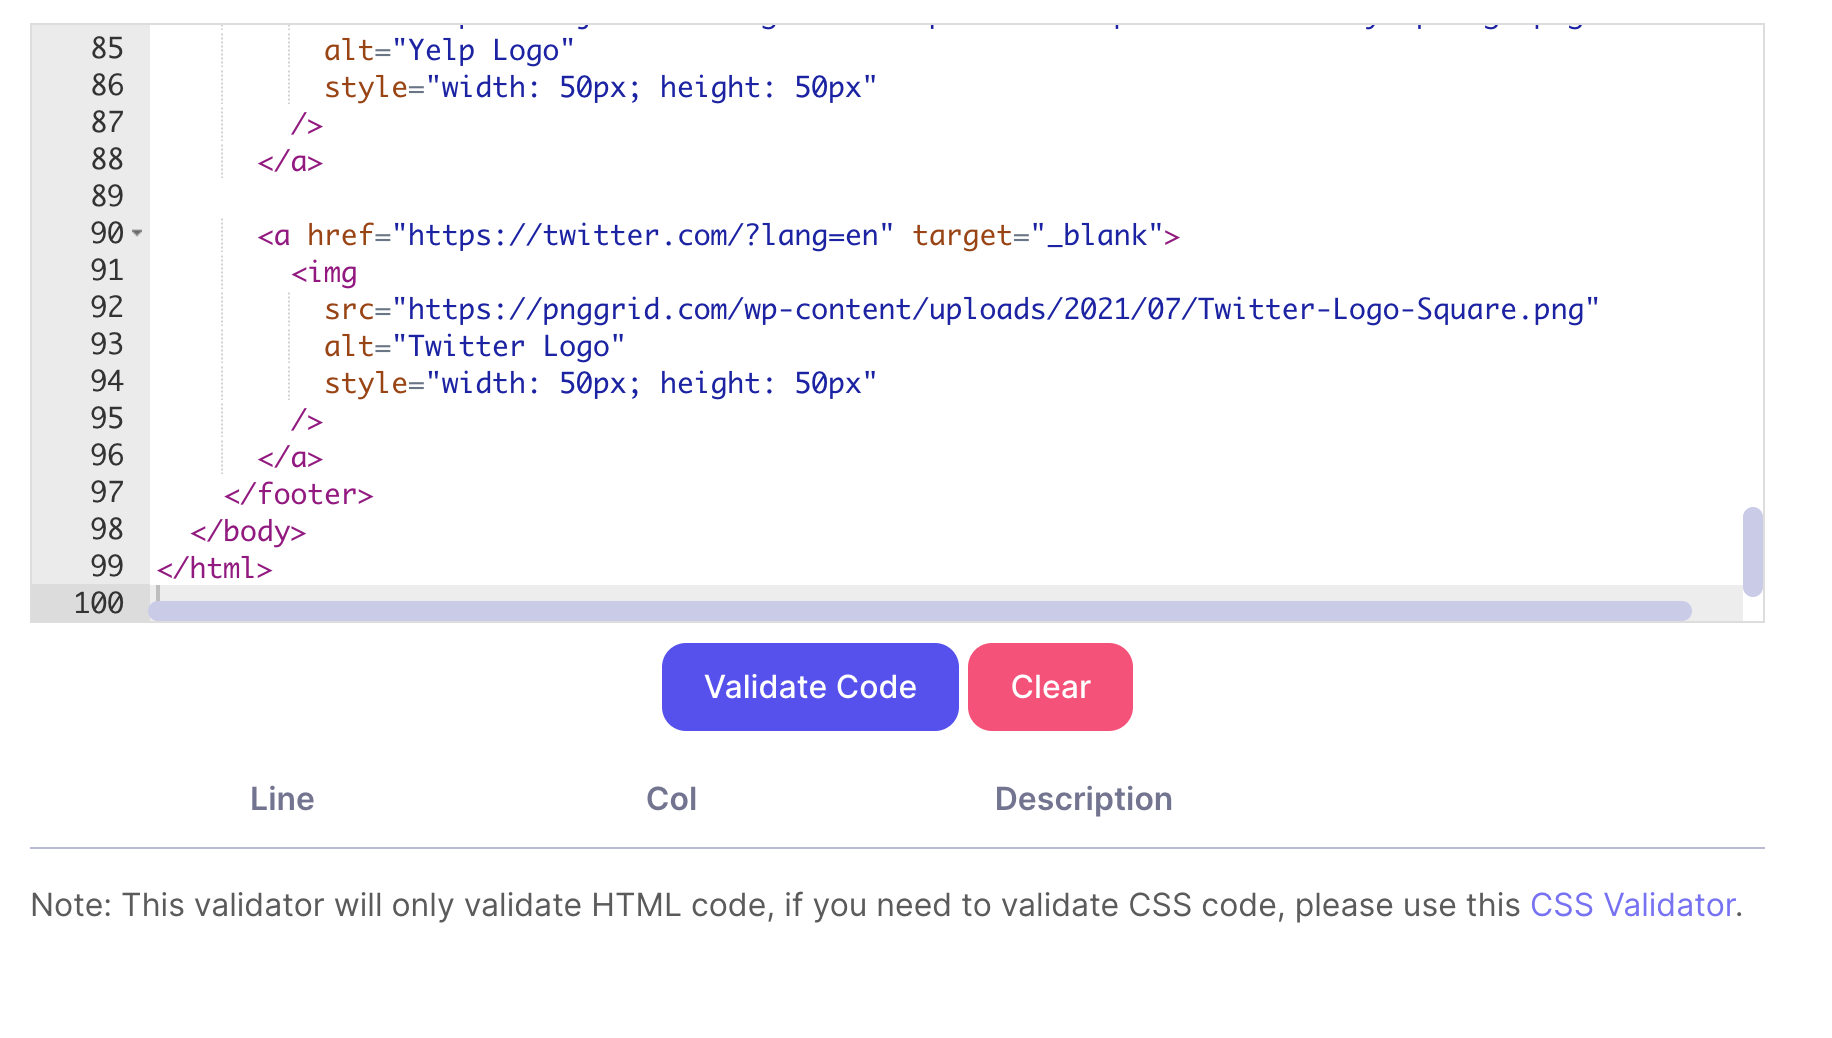 85 alt="Yelp Logo"
86 style="width: 50px; height: 50px"
87 />
88 </a>
89
90 <a href="https://twitter.com/?lang=en" target="_blank">
91 <img
92 src="https://pnggrid.com/wp-content/uploads/2021/07/Twitter-Logo-Square.png"
93 alt="Twitter Logo"
94 style="width: 50px; height: 50px"
95 />
96 </a>
97 </footer>
98 </body>
99 </html>
100
Validate Code Clear
Line Col Description
Note: This validator will only validate HTML code, if you need to validate CSS code, please use this CSS Validator.